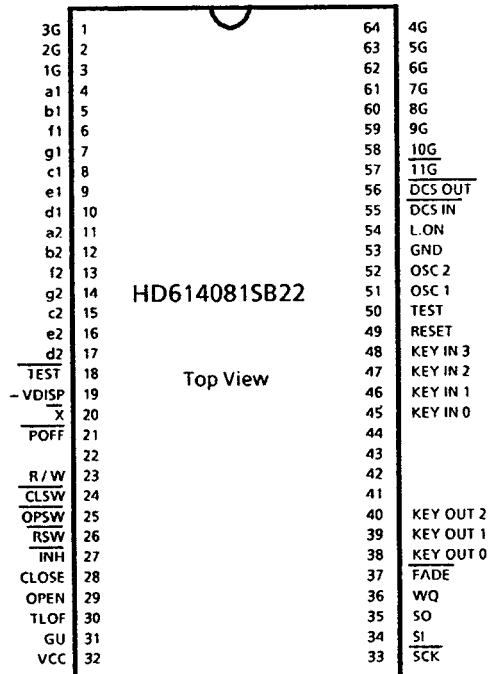 3G 1 64 4G
2G 2 63 5G
1G 3 62 6G
a1 4 61 7G
b1 5 60 8G
f1 6 59 9G
g1 7 58 10G
c1 8 57 11G
e1 9 56 DCS OUT
d1 10 55 DCS IN
a2 11 54 L.ON
b2 12 53 GND
f2 13 52 OSC 2
g2 14 HD614081SB22 51 OSC 1
c2 15 50 TEST
e2 16 49 RESET
d2 17 48 KEY IN 3
TEST 18 Top View 47 KEY IN 2
– VDISP 19 46 KEY IN 1
X 20 45 KEY IN 0
POFF 21 44
22 43
R / W 23 42
CLSW 24 41
OPSW 25 40 KEY OUT 2
RSW 26 39 KEY OUT 1
INH 27 38 KEY OUT 0
CLOSE 28 37 FADE
OPEN 29 36 WQ
TLOF 30 35 SO
GU 31 34 SI
VCC 32 33 SCK